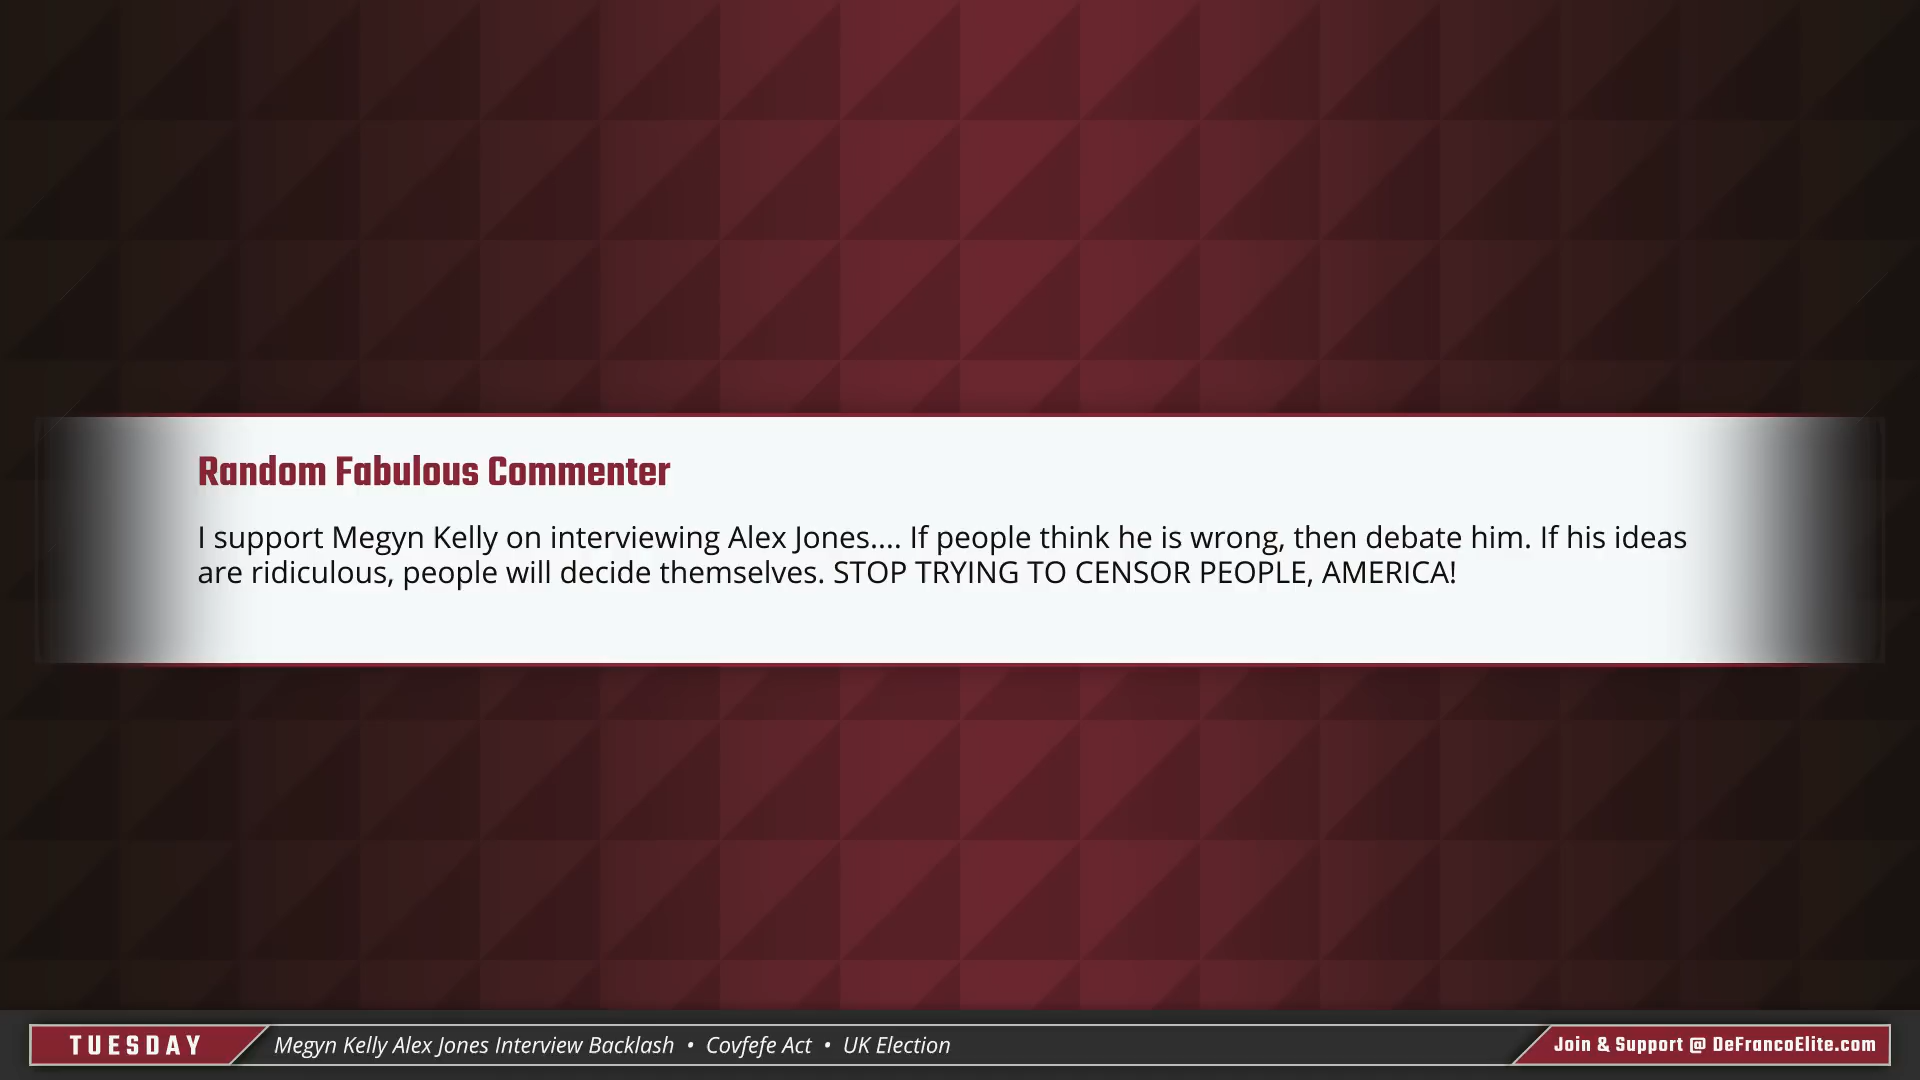 Random Fabulous Commenter
I support Megyn Kelly on interviewing Alex Jones.... If people think he is wrong, then debate him. If his ideas
are ridiculous, people will decide themselves. STOP TRYING TO CENSOR PEOPLE, AMERICA!
TUESDAY
Megyn Kelly Alex Jones Interview Backlash • Covfefe Act • UK Election
Join & Support @ DeFrancoElite.com